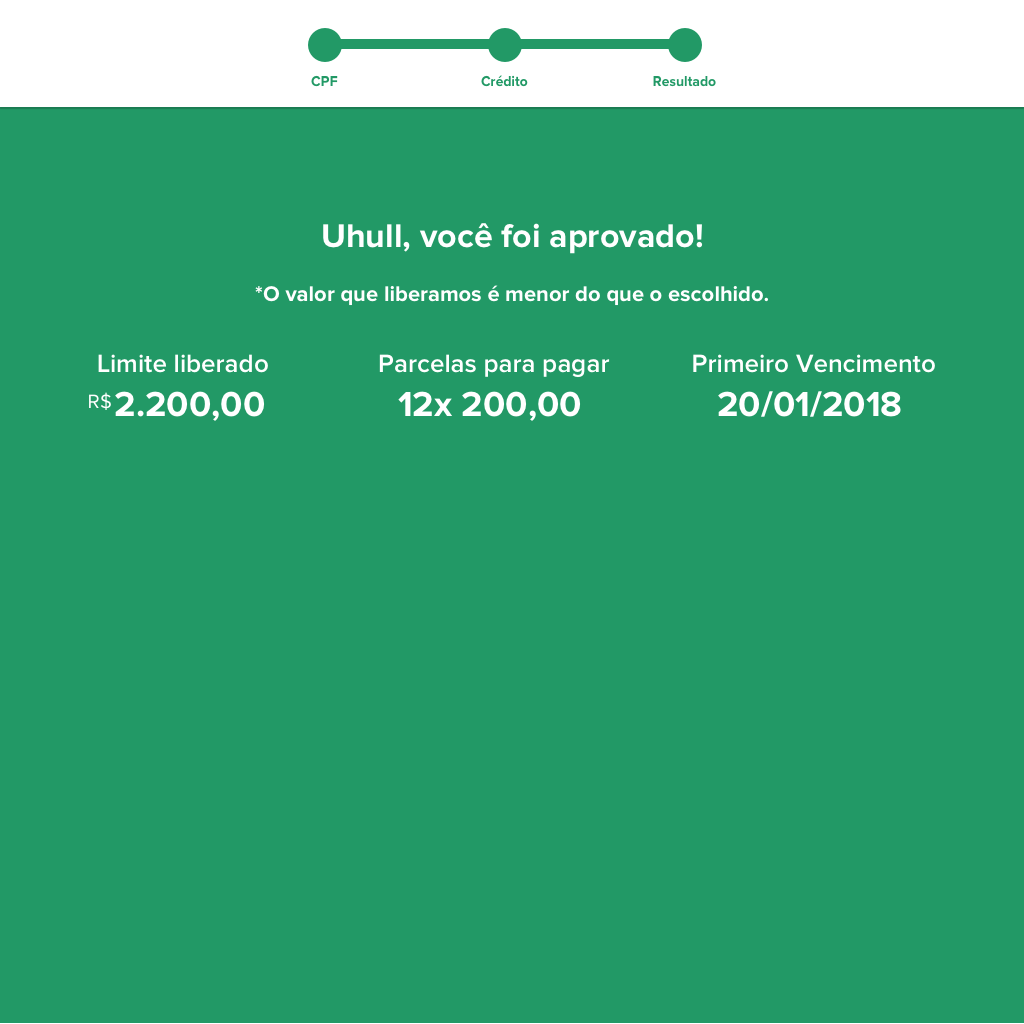 CPF Crédito Resultado
Uhull, você foi aprovado!
*O valor que liberamos é menor do que o escolhido.
Limite liberado Parcelas para pagar Primeiro Vencimento
R$2.200,00 12x 200,00 20/01/2018